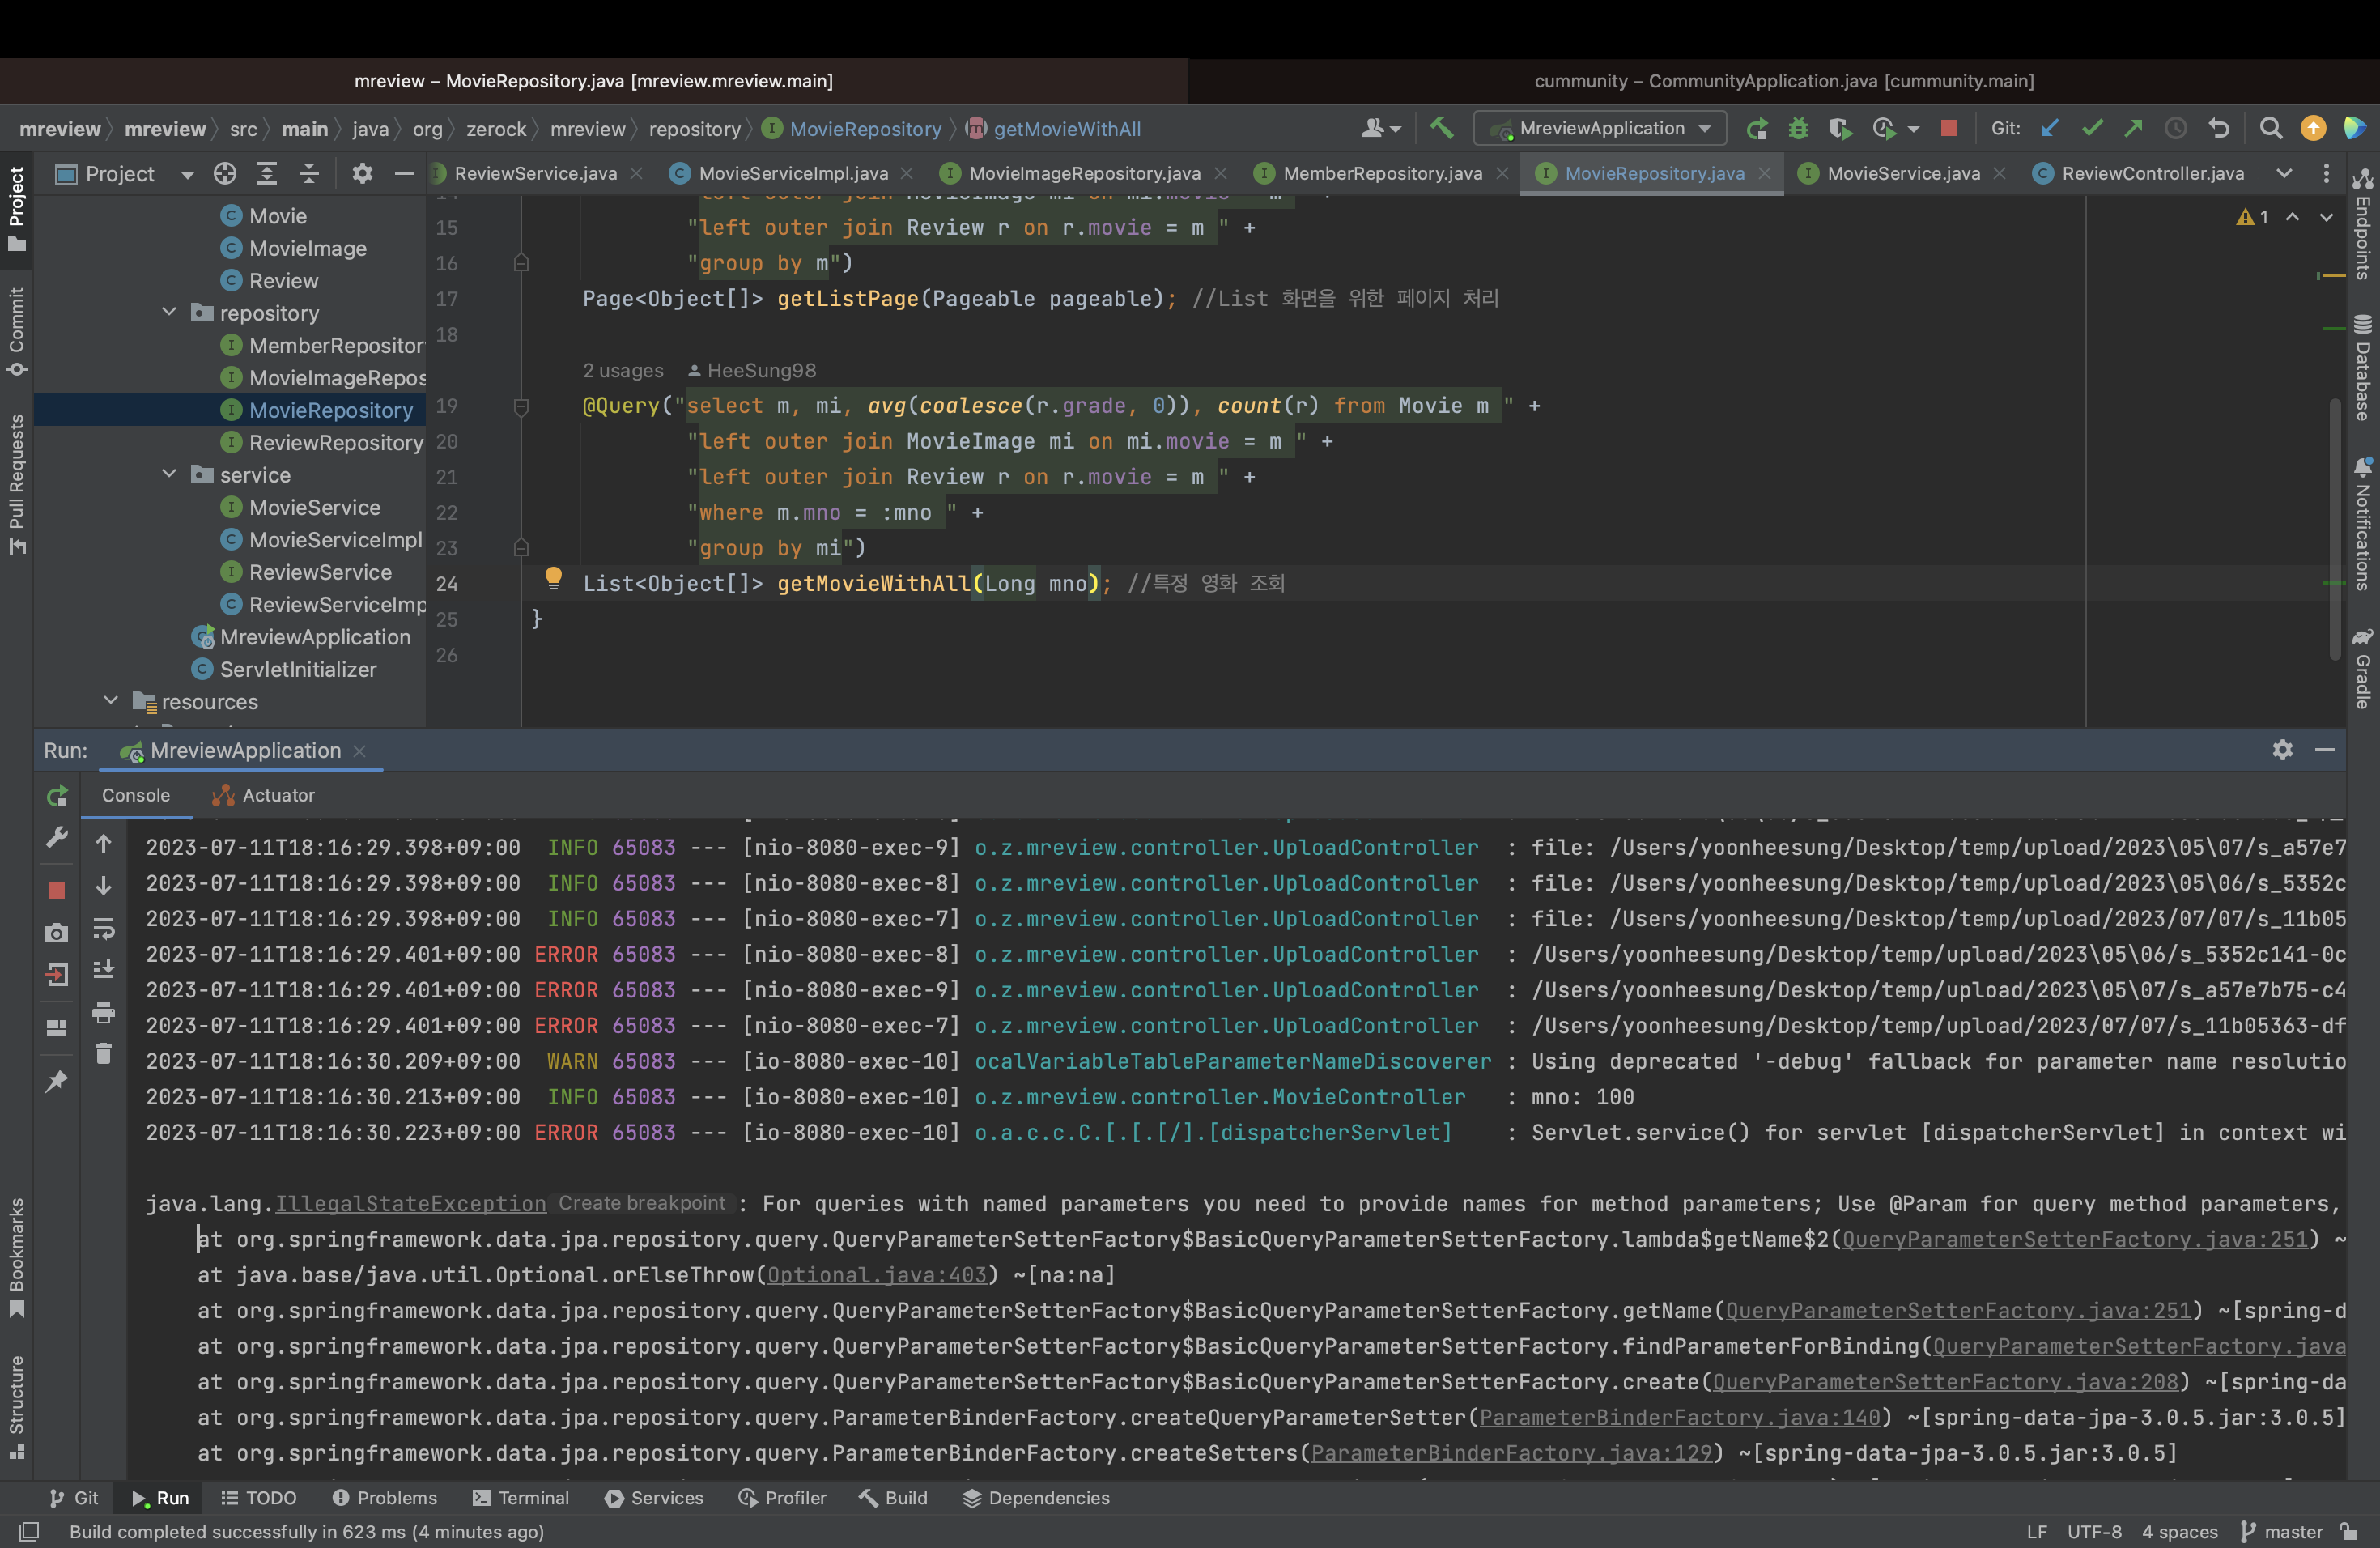 mreview – MovieRepository.java [mreview.mreview.main]
cummunity – CommunityApplication.java [cummunity.main]
mreview mreview src main java org zerock mreview repository MovieRepository getMovieWithAll
MreviewApplication Git:
Project
ReviewService.java MovieServiceImpl.java MovieImageRepository.java MemberRepository.java MovieRepository.java MovieService.java ReviewController.java
Project
Commit
Pull Requests
Bookmarks
Structure
Movie
MovieImage
Review
repository
MemberRepositor
MovieImageRepos
MovieRepository
ReviewRepository
service
MovieService
MovieServiceImpl
ReviewService
ReviewServiceImp
MreviewApplication
ServletInitializer
resources
15 "left outer join Review r on r.movie = m " +
16 "group by m")
17 Page<Object[]> getListPage(Pageable pageable); //List 화면을 위한 페이지 처리
18
2 usages HeeSung98
19 @Query("select m, mi, avg(coalesce(r.grade, 0)), count(r) from Movie m " +
20 "left outer join MovieImage mi on mi.movie = m " +
21 "left outer join Review r on r.movie = m " +
22 "where m.mno = :mno " +
23 "group by mi")
24 List<Object[]> getMovieWithAll(Long mno); //특정 영화 조회
25 }
26
1
Endpoints
Database
Notifications
Gradle
Run: MreviewApplication
Console Actuator
2023-07-11T18:16:29.398+09:00 INFO 65083 --- [nio-8080-exec-9] o.z.mreview.controller.UploadController : file: /Users/yoonheesung/Desktop/temp/upload/2023\05\07/s_a57e7
2023-07-11T18:16:29.398+09:00 INFO 65083 --- [nio-8080-exec-8] o.z.mreview.controller.UploadController : file: /Users/yoonheesung/Desktop/temp/upload/2023\05\06/s_5352c
2023-07-11T18:16:29.398+09:00 INFO 65083 --- [nio-8080-exec-7] o.z.mreview.controller.UploadController : file: /Users/yoonheesung/Desktop/temp/upload/2023/07/07/s_11b05
2023-07-11T18:16:29.401+09:00 ERROR 65083 --- [nio-8080-exec-8] o.z.mreview.controller.UploadController : /Users/yoonheesung/Desktop/temp/upload/2023\05\06/s_5352c141-0c
2023-07-11T18:16:29.401+09:00 ERROR 65083 --- [nio-8080-exec-9] o.z.mreview.controller.UploadController : /Users/yoonheesung/Desktop/temp/upload/2023\05\07/s_a57e7b75-c4
2023-07-11T18:16:29.401+09:00 ERROR 65083 --- [nio-8080-exec-7] o.z.mreview.controller.UploadController : /Users/yoonheesung/Desktop/temp/upload/2023/07/07/s_11b05363-df
2023-07-11T18:16:30.209+09:00 WARN 65083 --- [io-8080-exec-10] ocalVariableTableParameterNameDiscoverer : Using deprecated '-debug' fallback for parameter name resolutio
2023-07-11T18:16:30.213+09:00 INFO 65083 --- [io-8080-exec-10] o.z.mreview.controller.MovieController : mno: 100
2023-07-11T18:16:30.223+09:00 ERROR 65083 --- [io-8080-exec-10] o.a.c.c.C.[.[.[/].[dispatcherServlet] : Servlet.service() for servlet [dispatcherServlet] in context wi
java.lang.IllegalStateException Create breakpoint : For queries with named parameters you need to provide names for method parameters; Use @Param for query method parameters,
at org.springframework.data.jpa.repository.query.QueryParameterSetterFactory$BasicQueryParameterSetterFactory.lambda$getName$2(QueryParameterSetterFactory.java:251) ~
at java.base/java.util.Optional.orElseThrow(Optional.java:403) ~[na:na]
at org.springframework.data.jpa.repository.query.QueryParameterSetterFactory$BasicQueryParameterSetterFactory.getName(QueryParameterSetterFactory.java:251) ~[spring-d
at org.springframework.data.jpa.repository.query.QueryParameterSetterFactory$BasicQueryParameterSetterFactory.findParameterForBinding(QueryParameterSetterFactory.java
at org.springframework.data.jpa.repository.query.QueryParameterSetterFactory$BasicQueryParameterSetterFactory.create(QueryParameterSetterFactory.java:208) ~[spring-da
at org.springframework.data.jpa.repository.query.ParameterBinderFactory.createQueryParameterSetter(ParameterBinderFactory.java:140) ~[spring-data-jpa-3.0.5.jar:3.0.5]
at org.springframework.data.jpa.repository.query.ParameterBinderFactory.createSetters(ParameterBinderFactory.java:129) ~[spring-data-jpa-3.0.5.jar:3.0.5]
Git Run TODO Problems Terminal Services Profiler Build Dependencies
Build completed successfully in 623 ms (4 minutes ago)
LF UTF-8 4 spaces master